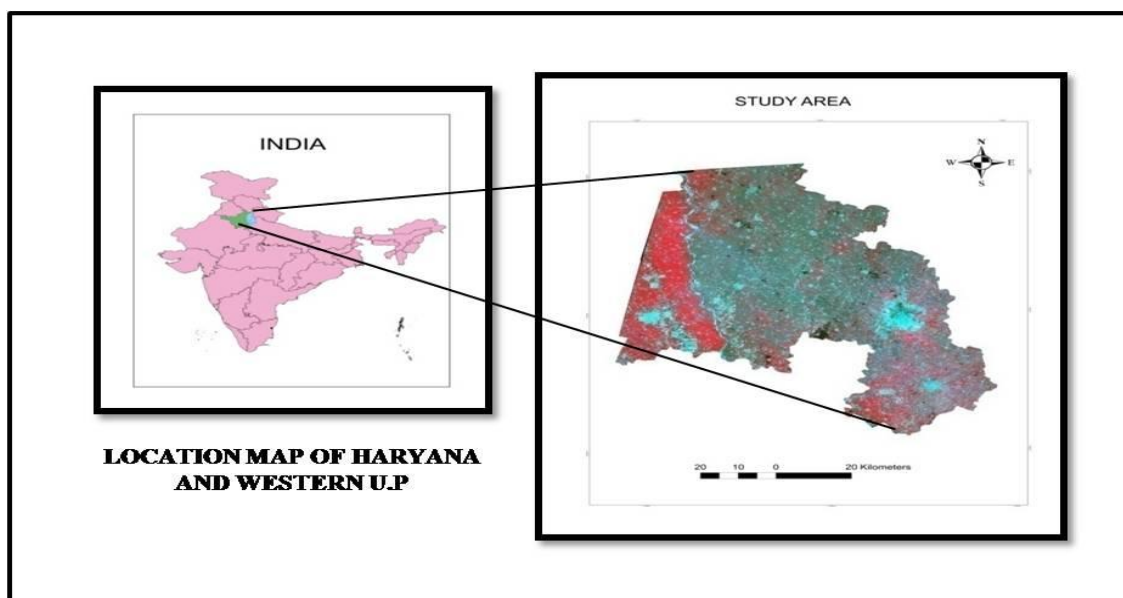 INDIA
LOCATION MAP OF HARYANA
AND WESTERN U.P
STUDY AREA
N
W E
S
20 10 0 20 Kilometers